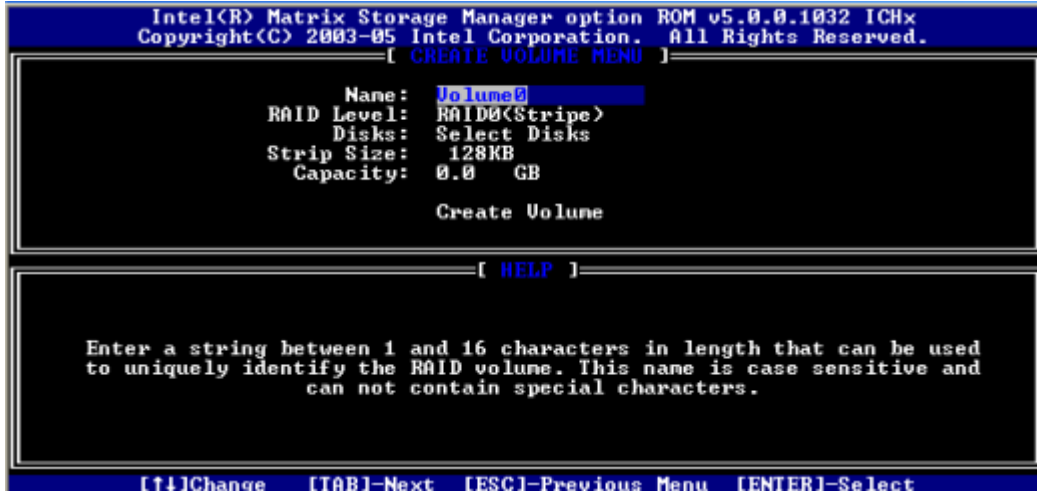 Intel(R) Matrix Storage Manager option ROM v5.0.0.1032 ICHx
Copyright(C) 2003-05 Intel Corporation.  All Rights Reserved.
[ CREATE VOLUME MENU ]
Name: Volume0
RAID Level: RAID0(Stripe)
Disks: Select Disks
Strip Size: 128KB
Capacity: 0.0 GB
Create Volume
[ HELP ]
Enter a string between 1 and 16 characters in length that can be used
to uniquely identify the RAID volume. This name is case sensitive and
can not contain special characters.
[↑↓]Change [TAB]-Next [ESC]-Previous Menu [ENTER]-Select